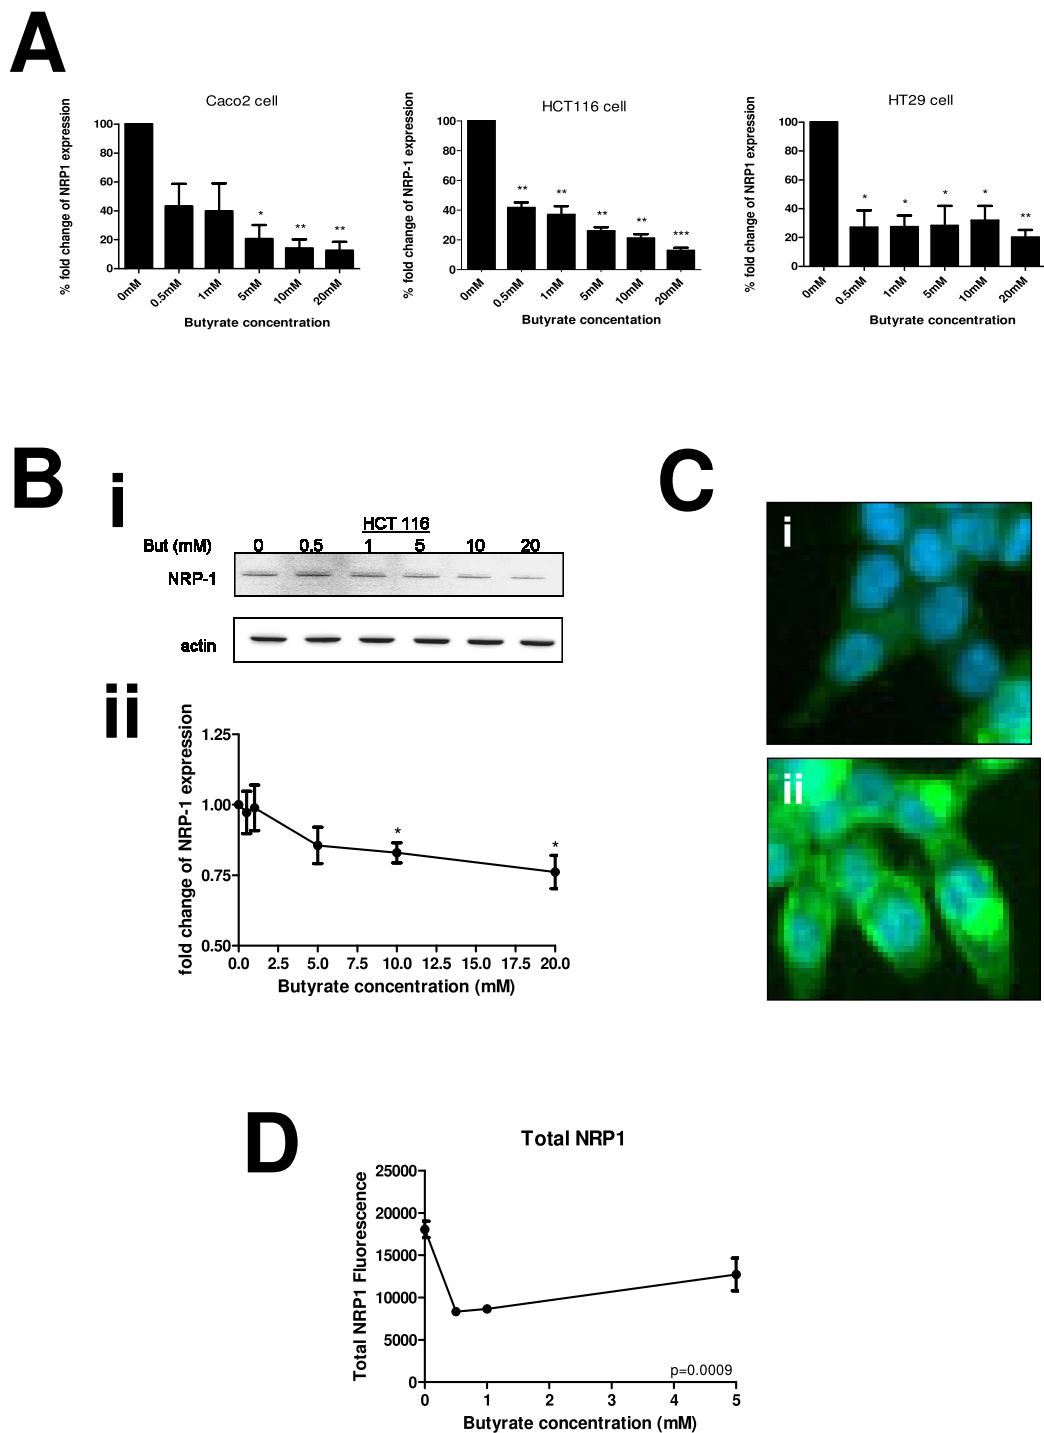 A
Caco2 cell
% fold change of NRP1 expression
100
80
60
40
20
0
*
**
**
0mM
0.5mM
1mM
5mM
10mM
20mM
Butyrate concentration
HCT116 cell
% fold change of NRP-1 expression
100
80
60
40
20
0
**
**
**
**
***
0mM
0.5mM
1mM
5mM
10mM
20mM
Butyrate concentation
HT29 cell
% fold change of NRP1 expression
100
80
60
40
20
0
*
*
*
*
**
0mM
0.5mM
1mM
5mM
10mM
20mM
Butyrate concentration
B
i
HCT 116
But (mM) 0 0.5 1 5 10 20
NRP-1
actin
ii
fold change of NRP-1 expression
1.25
1.00
0.75
0.50
*
*
0.0 2.5 5.0 7.5 10.0 12.5 15.0 17.5 20.0
Butyrate concentration (mM)
C
i
ii
D
Total NRP1
Total NRP1 Fluorescence
25000
20000
15000
10000
5000
0
p=0.0009
0 1 2 3 4 5
Butyrate concentration (mM)